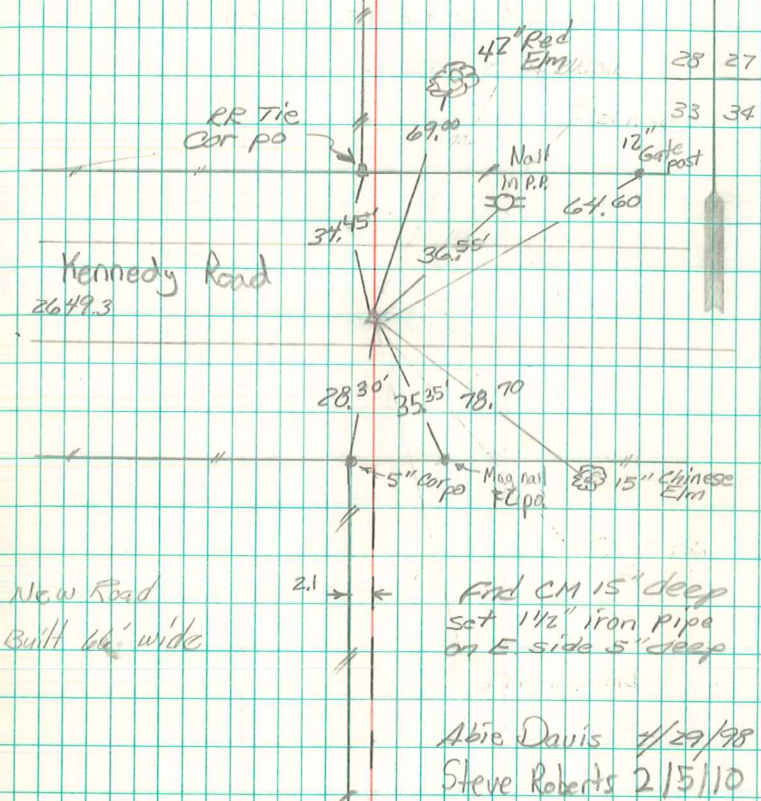 42" Red
Elm
28 27
33 34
RR Tie
Cor po
69.00
12"
Gate
post
Nail
in P.P.
34.45'
36.55'
64.60
Kennedy Road
2649.3
28.30'
35.35'
78.70
5" Cor po
Mag nail
po
15" Chinese
Elm
New Road
Built 66' wide
2.1
Fnd CM 15" deep
set 1 1/2" iron pipe
on E side 5" deep
Abie Davis 4/29/98
Steve Roberts 2/5/10